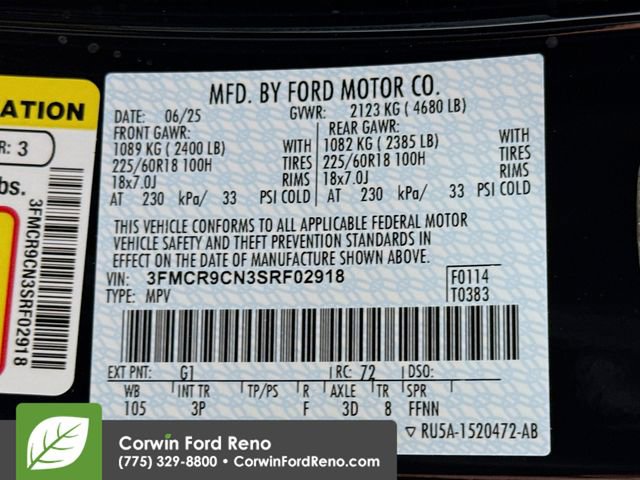 MFD. BY FORD MOTOR CO.
DATE: 06/25 GVWR: 2123 KG ( 4680 LB)
FRONT GAWR: REAR GAWR:
1089 KG ( 2400 LB) WITH 1082 KG ( 2385 LB) WITH
225/60R18 100H TIRES 225/60R18 100H TIRES
18x7.0J RIMS 18x7.0J RIMS
AT 230 kPa/ 33 PSI COLD AT 230 kPa/ 33 PSI COLD
THIS VEHICLE CONFORMS TO ALL APPLICABLE FEDERAL MOTOR
VEHICLE SAFETY AND THEFT PREVENTION STANDARDS IN
EFFECT ON THE DATE OF MANUFACTURE SHOWN ABOVE.
VIN: 3FMCR9CN3SRF02918 F0114
TYPE: MPV T0383
EXT PNT: G1 RC: 72 DSO:
WB INT TR TP/PS R AXLE TR SPR
105 3P F 3D 8 FFNN
▽ RU5A-1520472-AB
ATION
R: 3
bs.
3FMCR9CN3SRF02918
Corwin Ford Reno
(775) 329-8800 • CorwinFordReno.com